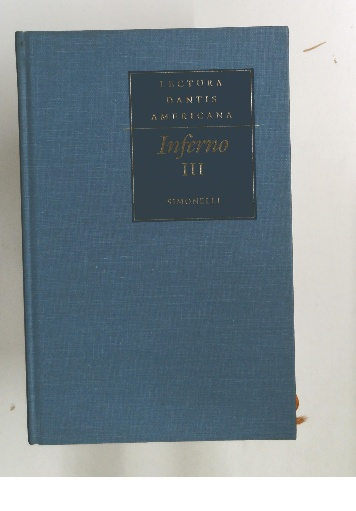 LECTURA
DANTIS
AMERICANA
Inferno
III
SIMONELLI